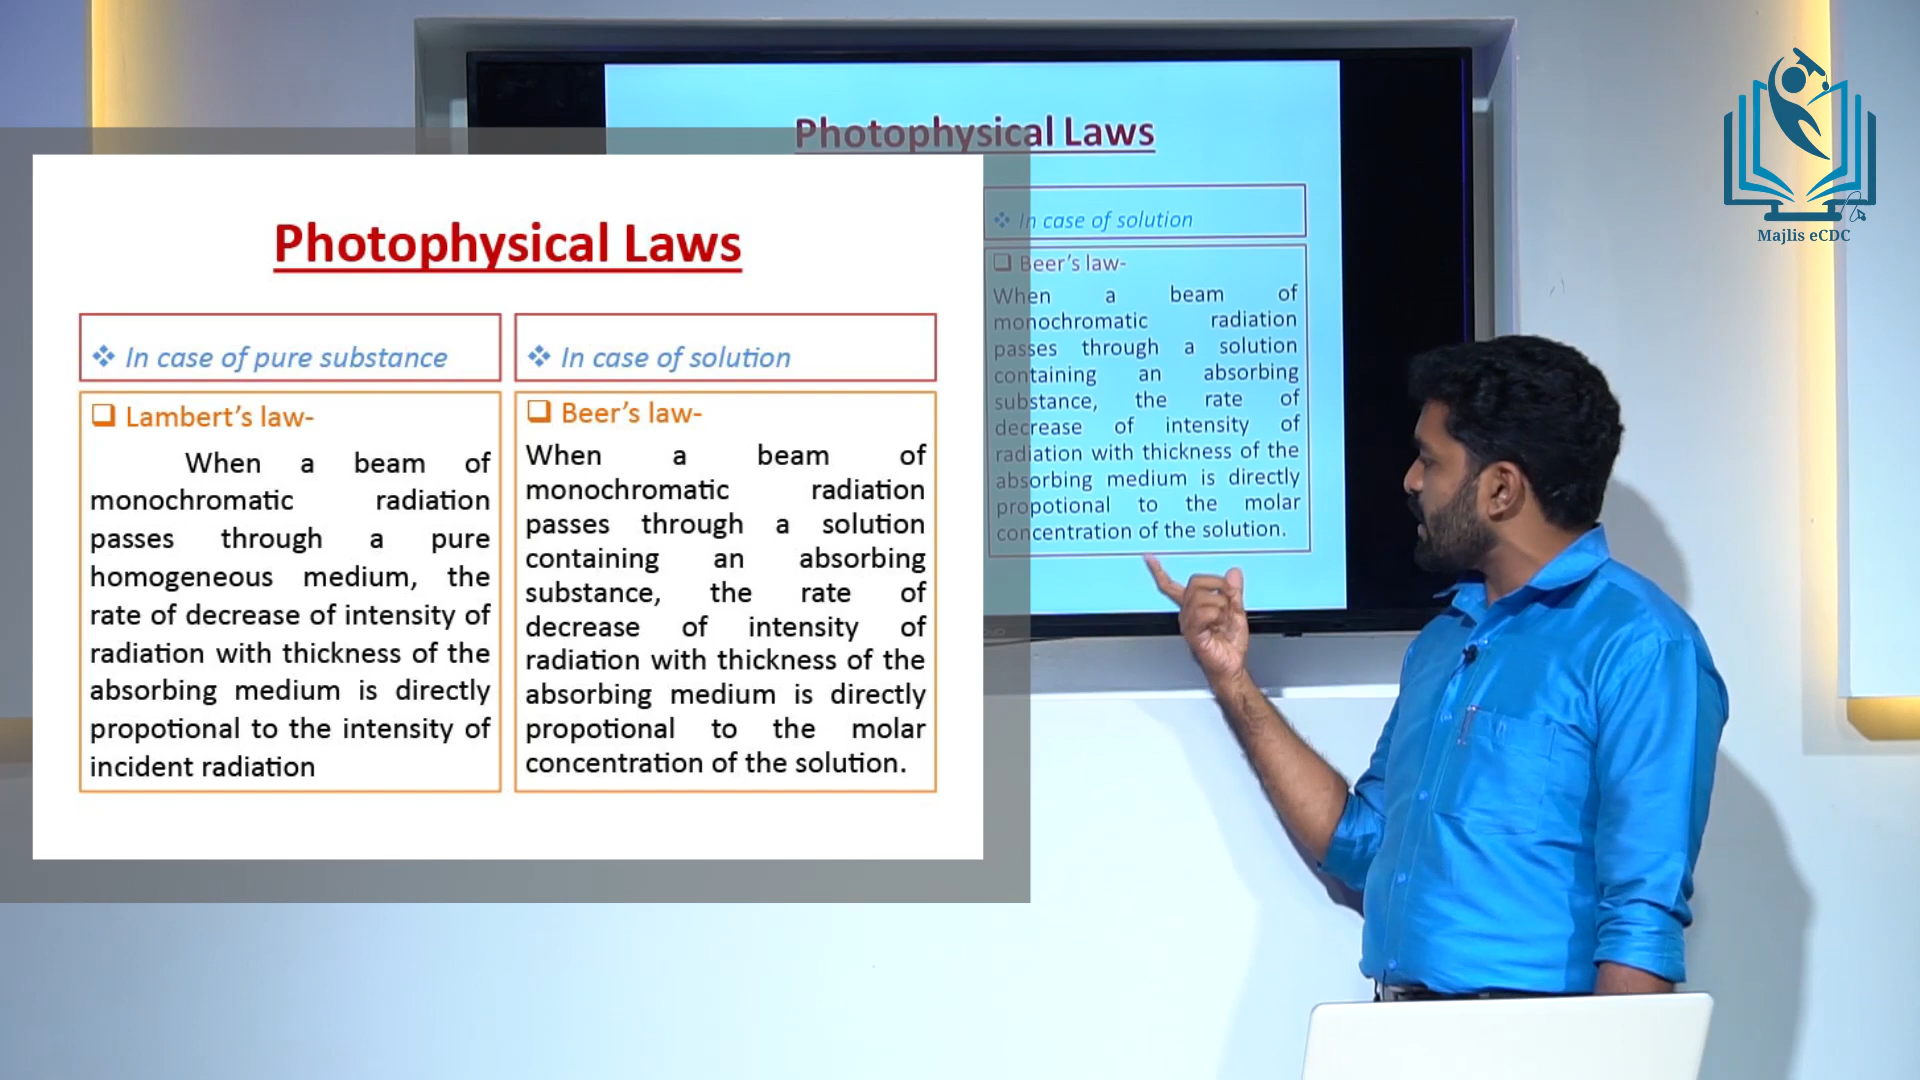 Photophysical Laws
❖ In case of pure substance
❑ Lambert's law-
When a beam of
monochromatic radiation
passes through a pure
homogeneous medium, the
rate of decrease of intensity of
radiation with thickness of the
absorbing medium is directly
propotional to the intensity of
incident radiation
❖ In case of solution
❑ Beer's law-
When a beam of
monochromatic radiation
passes through a solution
containing an absorbing
substance, the rate of
decrease of intensity of
radiation with thickness of the
absorbing medium is directly
propotional to the molar
concentration of the solution.
Photophysical Laws
❖ In case of solution
❑ Beer's law-
When a beam of
monochromatic radiation
passes through a solution
containing an absorbing
substance, the rate of
decrease of intensity of
radiation with thickness of the
absorbing medium is directly
propotional to the molar
concentration of the solution.
Majlis eCDC